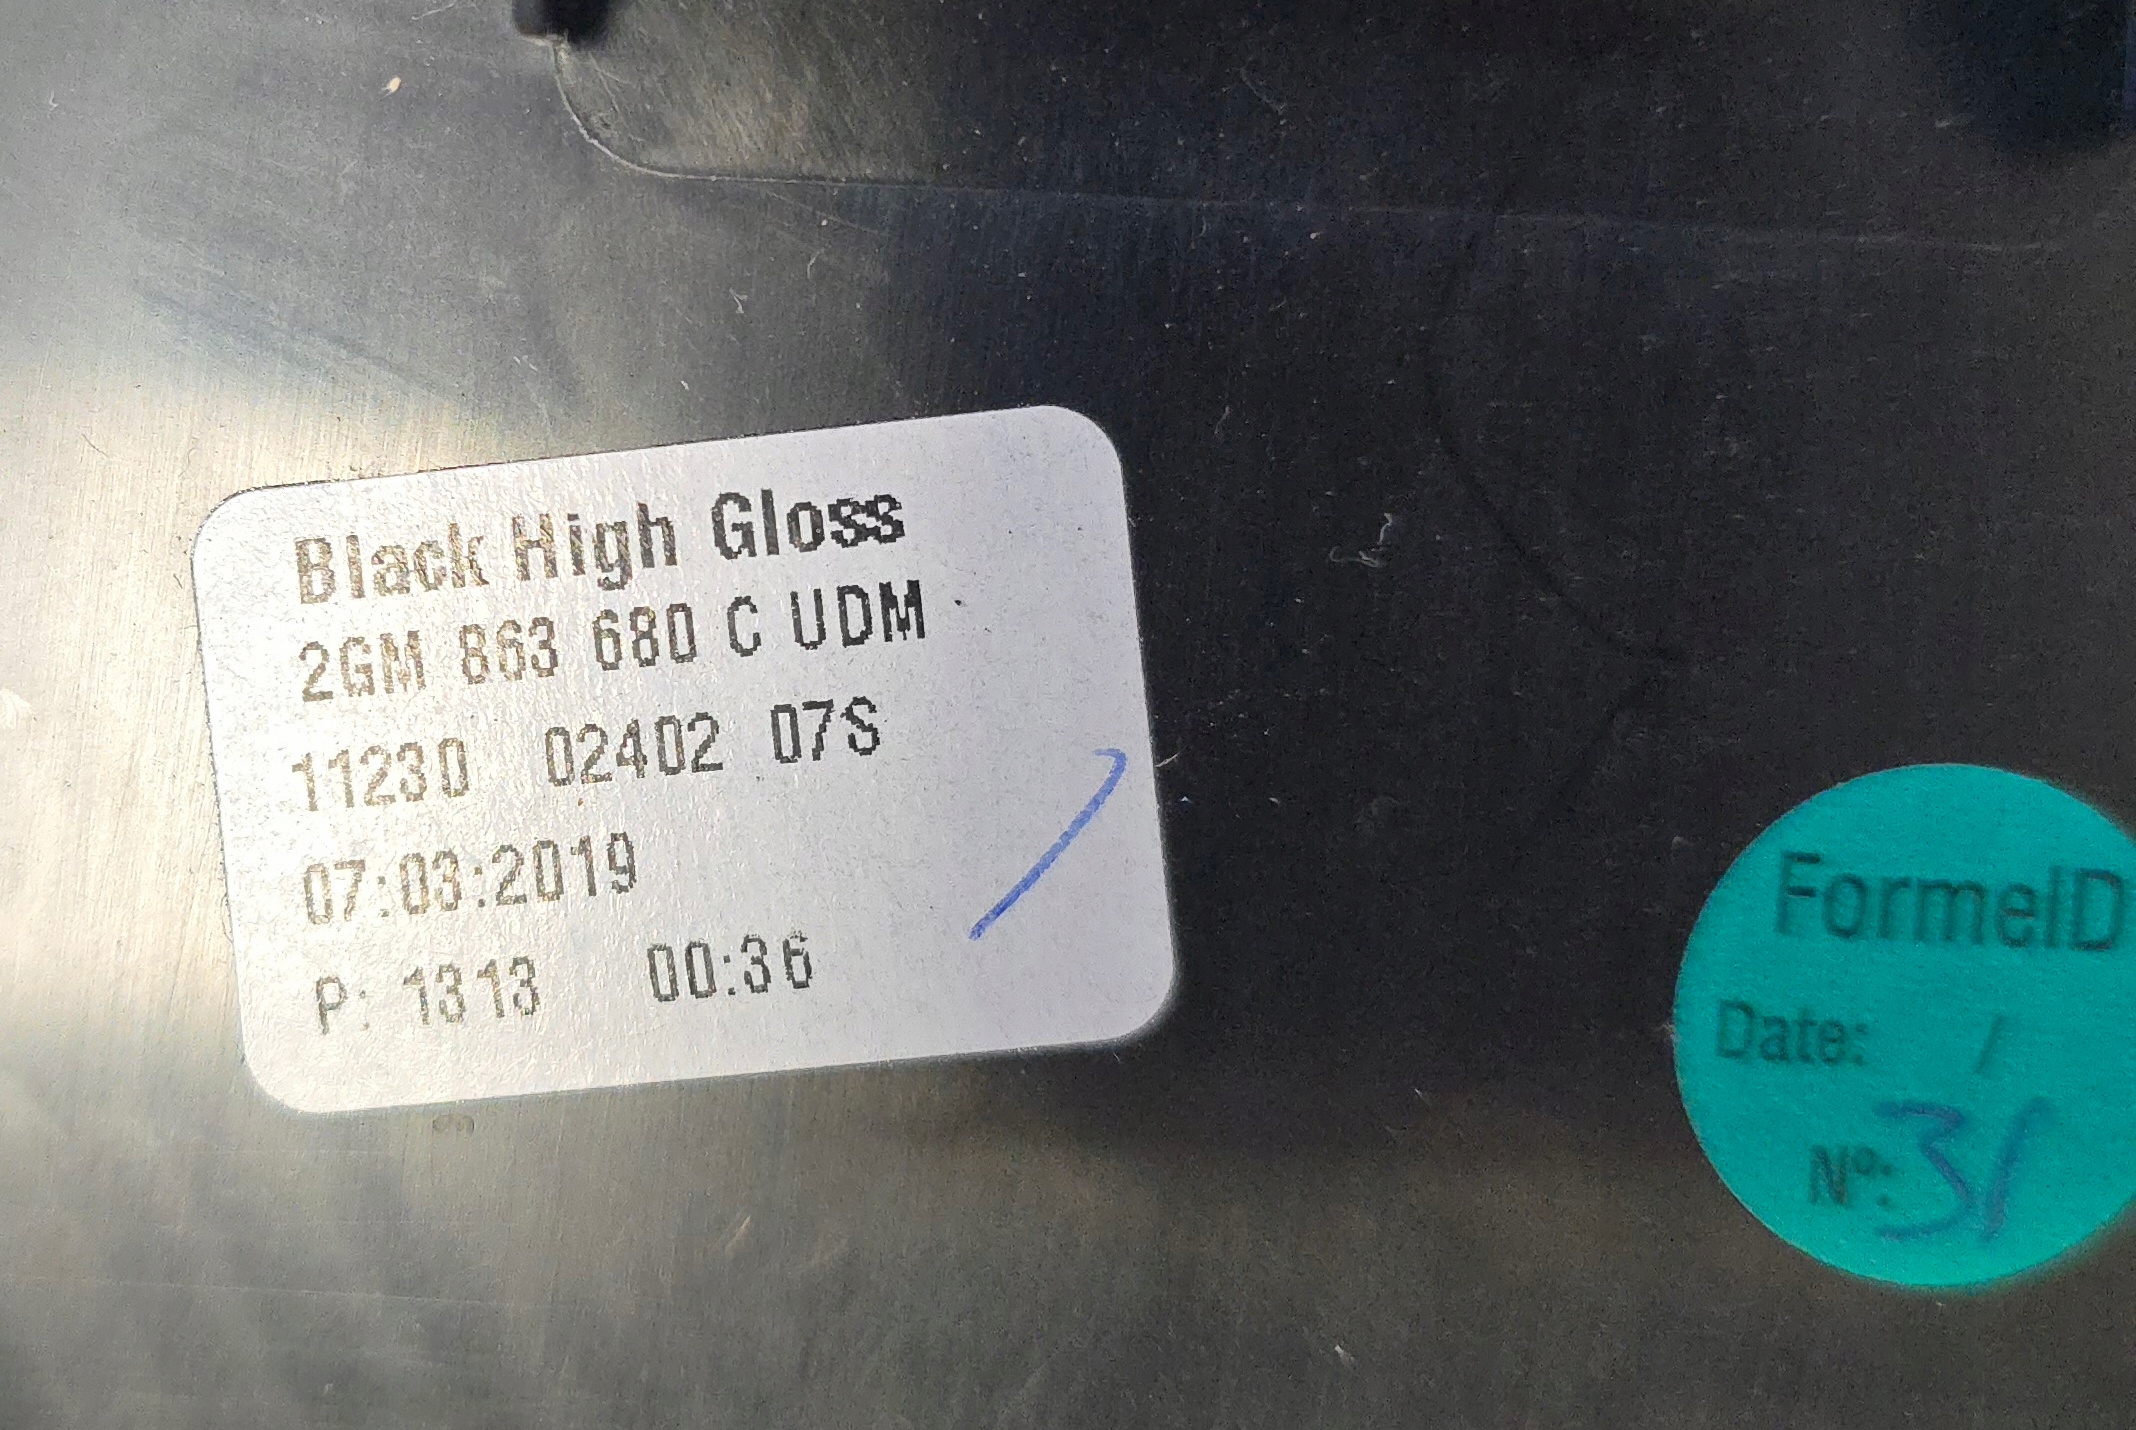 Black High Gloss
2GM 863 680 C UDM
11230 02402 07S
07:03:2019
P: 1313 00:36
FormelD
Date: /
Nº: 31